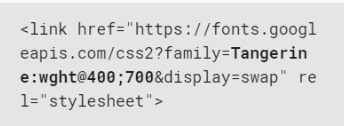 <link href="https://fonts.googl
eapis.com/css2?family=Tangerin
e:wght@400;700&display=swap" re
l="stylesheet">